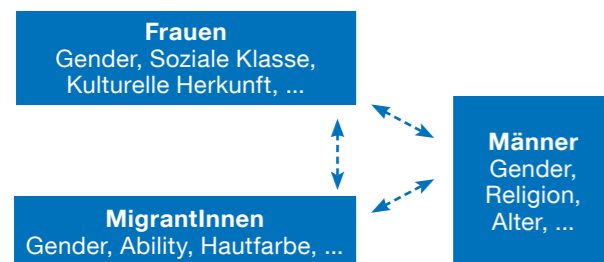 Frauen
Gender, Soziale Klasse,
Kulturelle Herkunft, ...
Männer
Gender,
Religion,
Alter, ...
MigrantInnen
Gender, Ability, Hautfarbe, ...